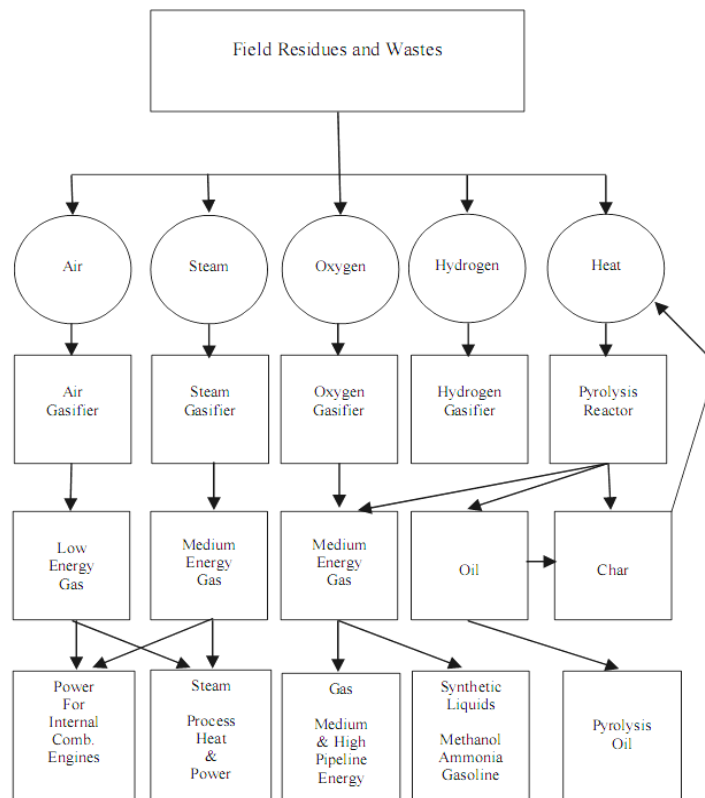 Field Residues and Wastes
Air
Steam
Oxygen
Hydrogen
Heat
Air
Gasifier
Steam
Gasifier
Oxygen
Gasifier
Hydrogen
Gasifier
Pyrolysis
Reactor
Low
Energy
Gas
Medium
Energy
Gas
Medium
Energy
Gas
Oil
Char
Power
For
Internal
Comb.
Engines
Steam
Process
Heat
&
Power
Gas
Medium
& High
Pipeline
Energy
Synthetic
Liquids
Methanol
Ammonia
Gasoline
Pyrolysis
Oil